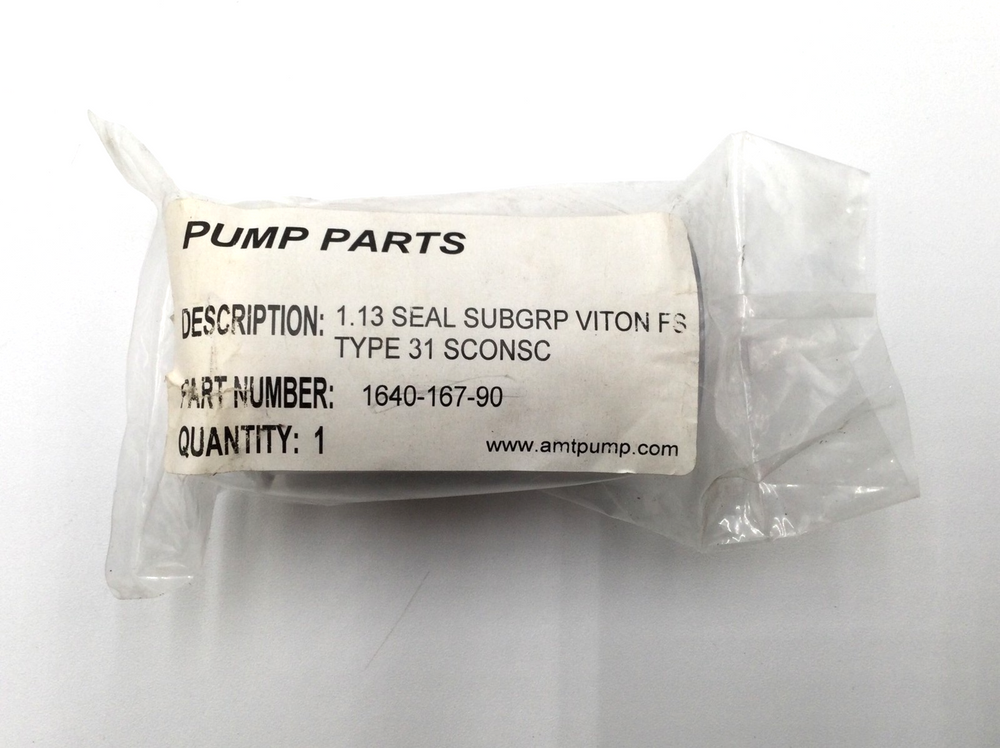 PUMP PARTS
DESCRIPTION: 1.13 SEAL SUBGRP VITON FS
TYPE 31 SCONSC
PART NUMBER: 1640-167-90
QUANTITY: 1
www.amtpump.com